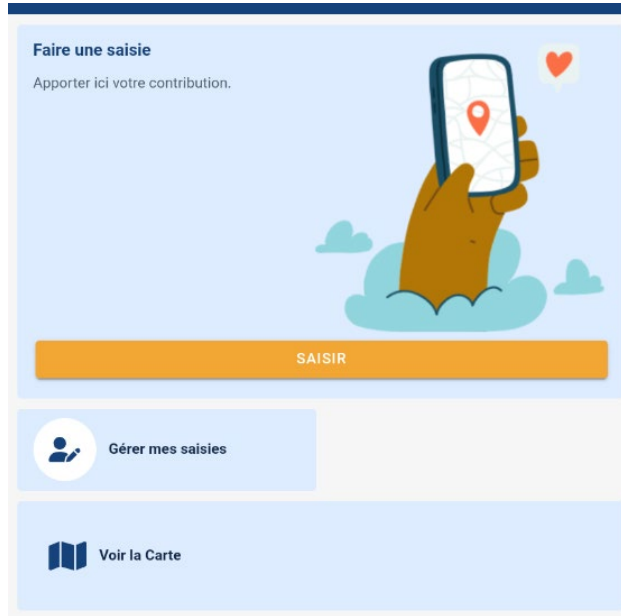 Faire une saisie
Apporter ici votre contribution.
SAISIR
Gérer mes saisies
Voir la Carte